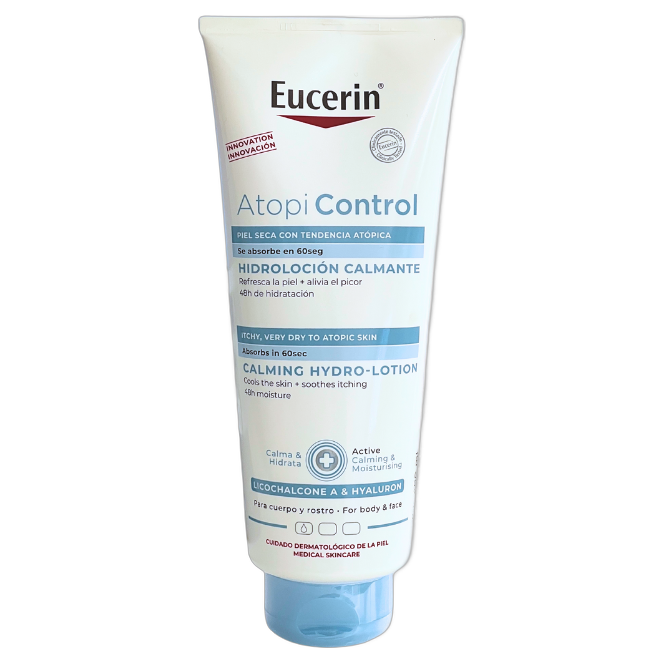 Eucerin®
INNOVATION
INNOVACIÓN
Eucerin
Atopi Control
PIEL SECA CON TENDENCIA ATÓPICA
Se absorbe en 60seg
HIDROLOCIÓN CALMANTE
Refresca la piel + alivia el picor
48h de hidratación
ITCHY, VERY DRY TO ATOPIC SKIN
Absorbs in 60sec
CALMING HYDRO-LOTION
Cools the skin + soothes itching
48h moisture
Calma &
Hidrata
Active
Calming &
Moisturising
LICOCHALCONE A & HYALURON
Para cuerpo y rostro • For body & face
CUIDADO DERMATOLÓGICO DE LA PIEL
MEDICAL SKINCARE